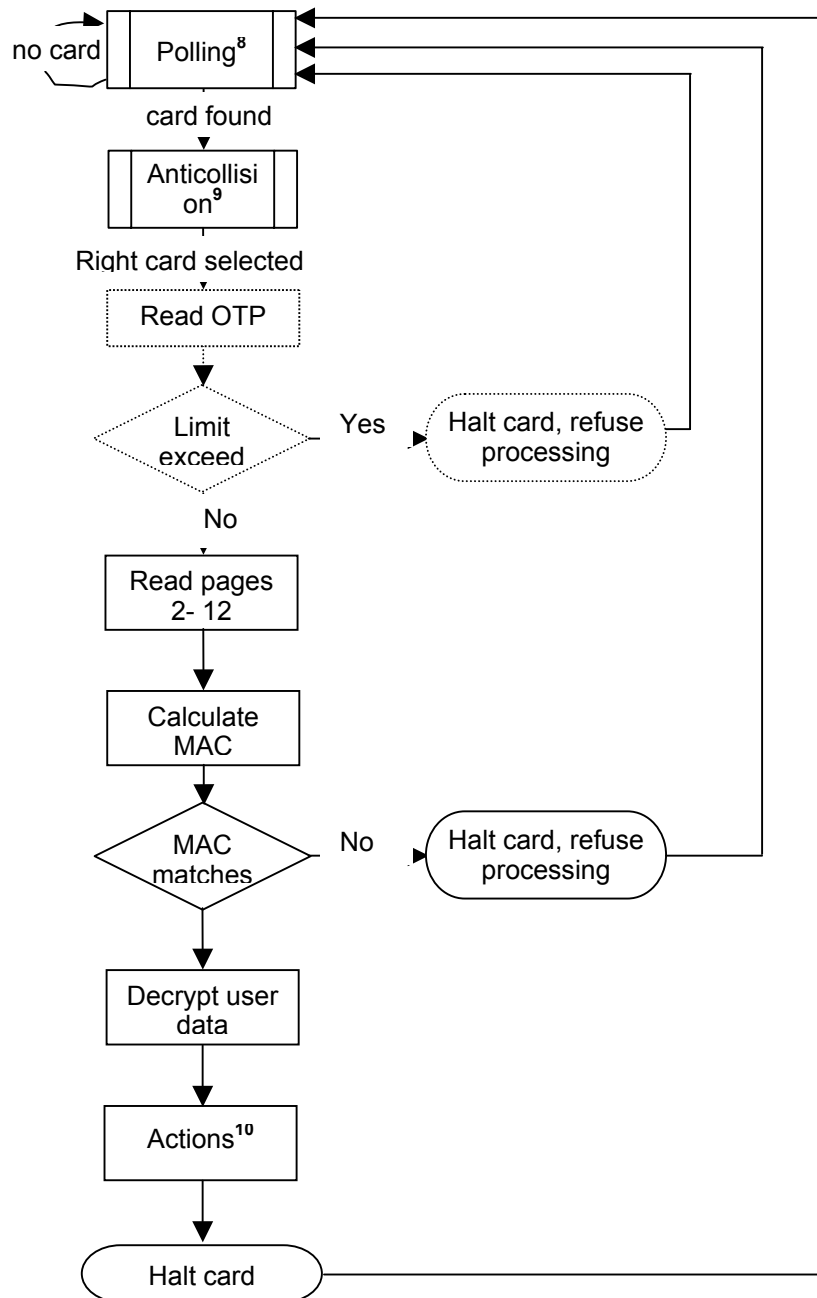 no card
Polling⁸
card found
Anticollisi
on⁹
Right card selected
Read OTP
Limit
exceed
Yes
Halt card, refuse
processing
No
Read pages
2- 12
Calculate
MAC
MAC
matches
No
Halt card, refuse
processing
Decrypt user
data
Actions¹⁰
Halt card